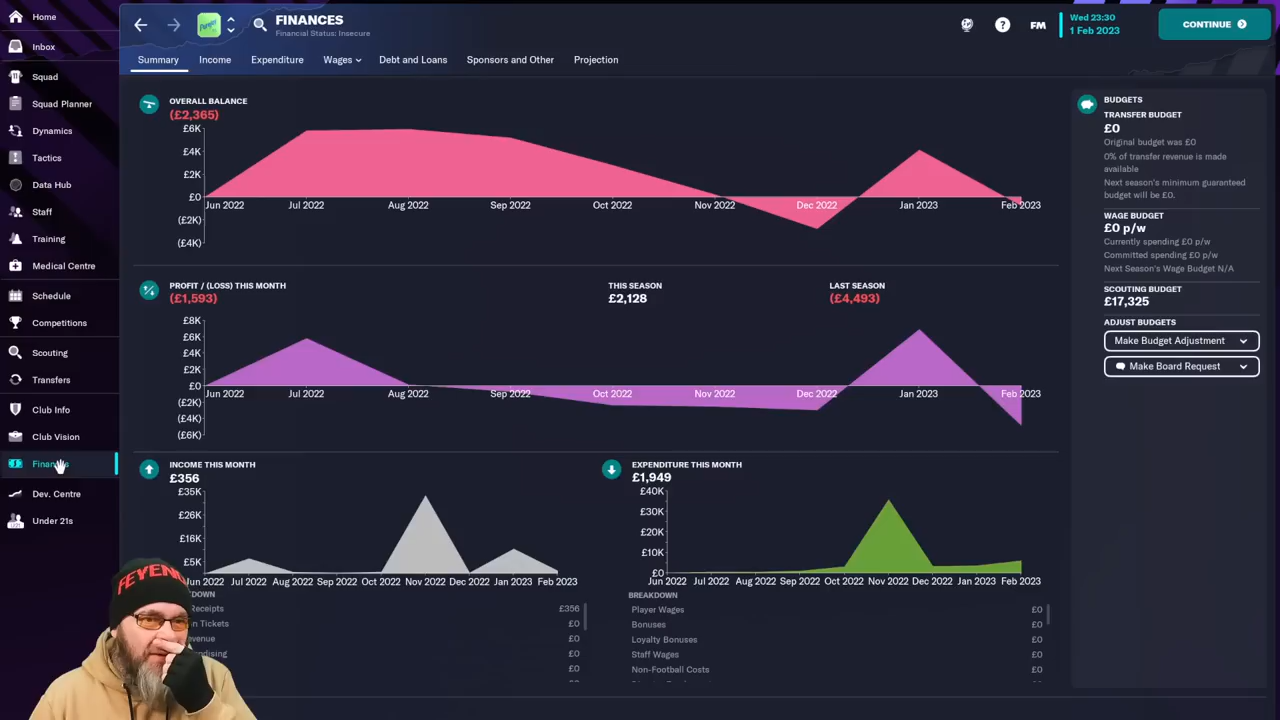 Home
Inbox
Squad
Squad Planner
Dynamics
Tactics
Data Hub
Staff
Training
Medical Centre
Schedule
Competitions
Scouting
Transfers
Club Info
Club Vision
Dev. Centre
Under 21s
FINANCES
Financial Status: Insecure
FM
Wed 23:30
1 Feb 2023
CONTINUE
Summary Income Expenditure Wages Debt and Loans Sponsors and Other Projection
OVERALL BALANCE
(£2,365)
£6K
£4K
£2K
£0
(£2K)
(£4K)
Jun 2022 Jul 2022 Aug 2022 Sep 2022 Oct 2022 Nov 2022 Dec 2022 Jan 2023 Feb 2023
PROFIT / (LOSS) THIS MONTH
(£1,593)
THIS SEASON
£2,128
LAST SEASON
(£4,493)
£8K
£6K
£4K
£2K
£0
(£2K)
(£4K)
(£6K)
Jun 2022 Jul 2022 Aug 2022 Sep 2022 Oct 2022 Nov 2022 Dec 2022 Jan 2023 Feb 2023
INCOME THIS MONTH
£356
£35K
£26K
£16K
£5K
Jun 2022 Jul 2022 Aug 2022 Sep 2022 Oct 2022 Nov 2022 Dec 2022 Jan 2023 Feb 2023
Receipts £356
Tickets £0
£0
£0
EXPENDITURE THIS MONTH
£1,949
£40K
£30K
£20K
£10K
£0
Jun 2022 Jul 2022 Aug 2022 Sep 2022 Oct 2022 Nov 2022 Dec 2022 Jan 2023 Feb 2023
BREAKDOWN
Player Wages £0
Bonuses £0
Loyalty Bonuses £0
Staff Wages £0
Non-Football Costs £0
BUDGETS
TRANSFER BUDGET
£0
Original budget was £0
0% of transfer revenue is made
available
Next season's minimum guaranteed
budget will be £0.
WAGE BUDGET
£0 p/w
Currently spending £0 p/w
Committed spending £0 p/w
Next Season's Wage Budget N/A
SCOUTING BUDGET
£17,325
ADJUST BUDGETS
Make Budget Adjustment
Make Board Request